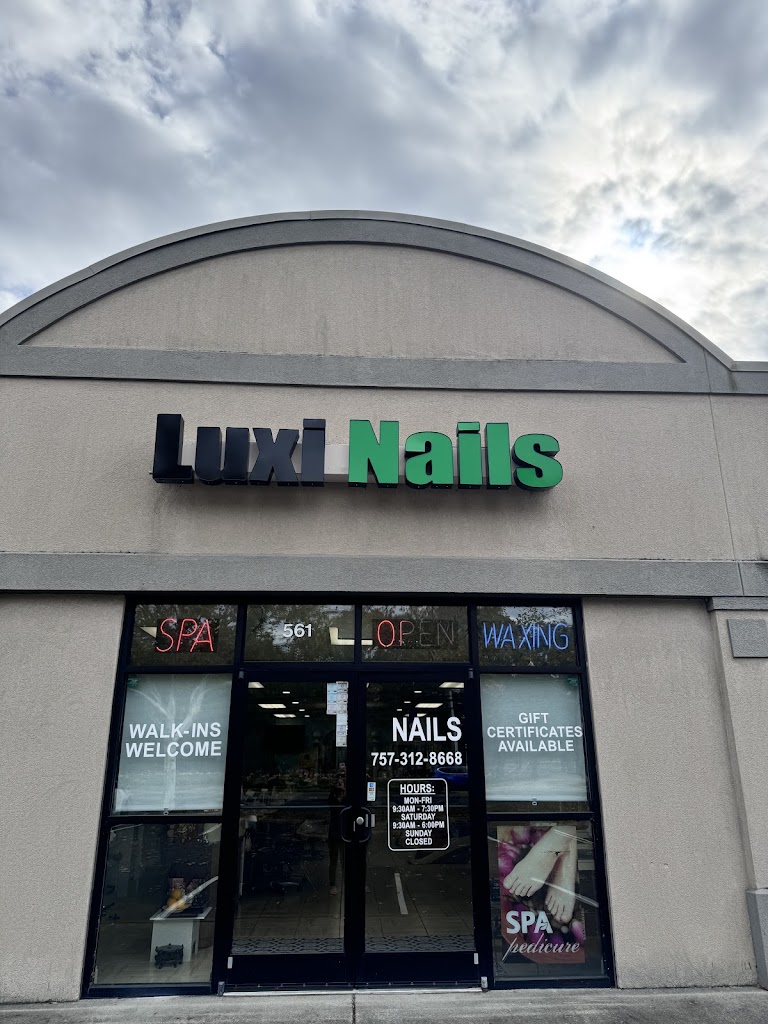 Luxi Nails
SPA
561
OPEN
WAXING
WALK-INS
WELCOME
NAILS
757-312-8668
HOURS:
MON-FRI
9:30AM - 7:30PM
SATURDAY
9:30AM - 6:00PM
SUNDAY
CLOSED
GIFT
CERTIFICATES
AVAILABLE
SPA
pedicure